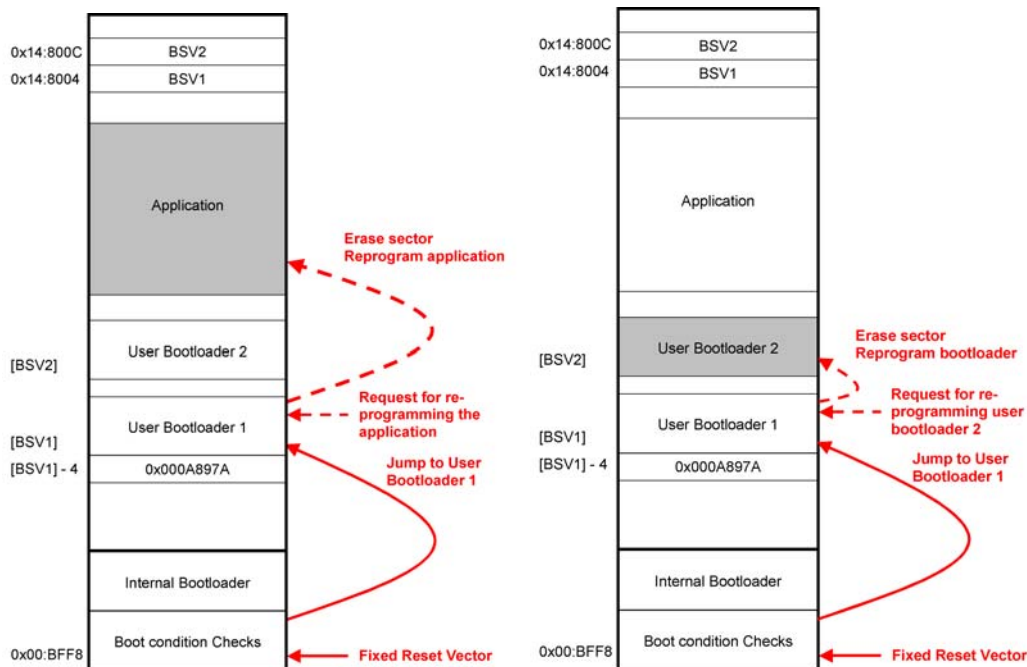 0x14:800C
BSV2
0x14:8004
BSV1
Application
Erase sector
Reprogram application
User Bootloader 2
[BSV2]
Request for re-
programming the
application
User Bootloader 1
[BSV1]
[BSV1] - 4
0x000A897A
Jump to User
Bootloader 1
Internal Bootloader
Boot condition Checks
0x00:BFF8
Fixed Reset Vector
0x14:800C
BSV2
0x14:8004
BSV1
Application
Erase sector
Reprogram bootloader
User Bootloader 2
[BSV2]
Request for re-
programming user
bootloader 2
User Bootloader 1
[BSV1]
[BSV1] - 4
0x000A897A
Jump to User
Bootloader 1
Internal Bootloader
Boot condition Checks
0x00:BFF8
Fixed Reset Vector